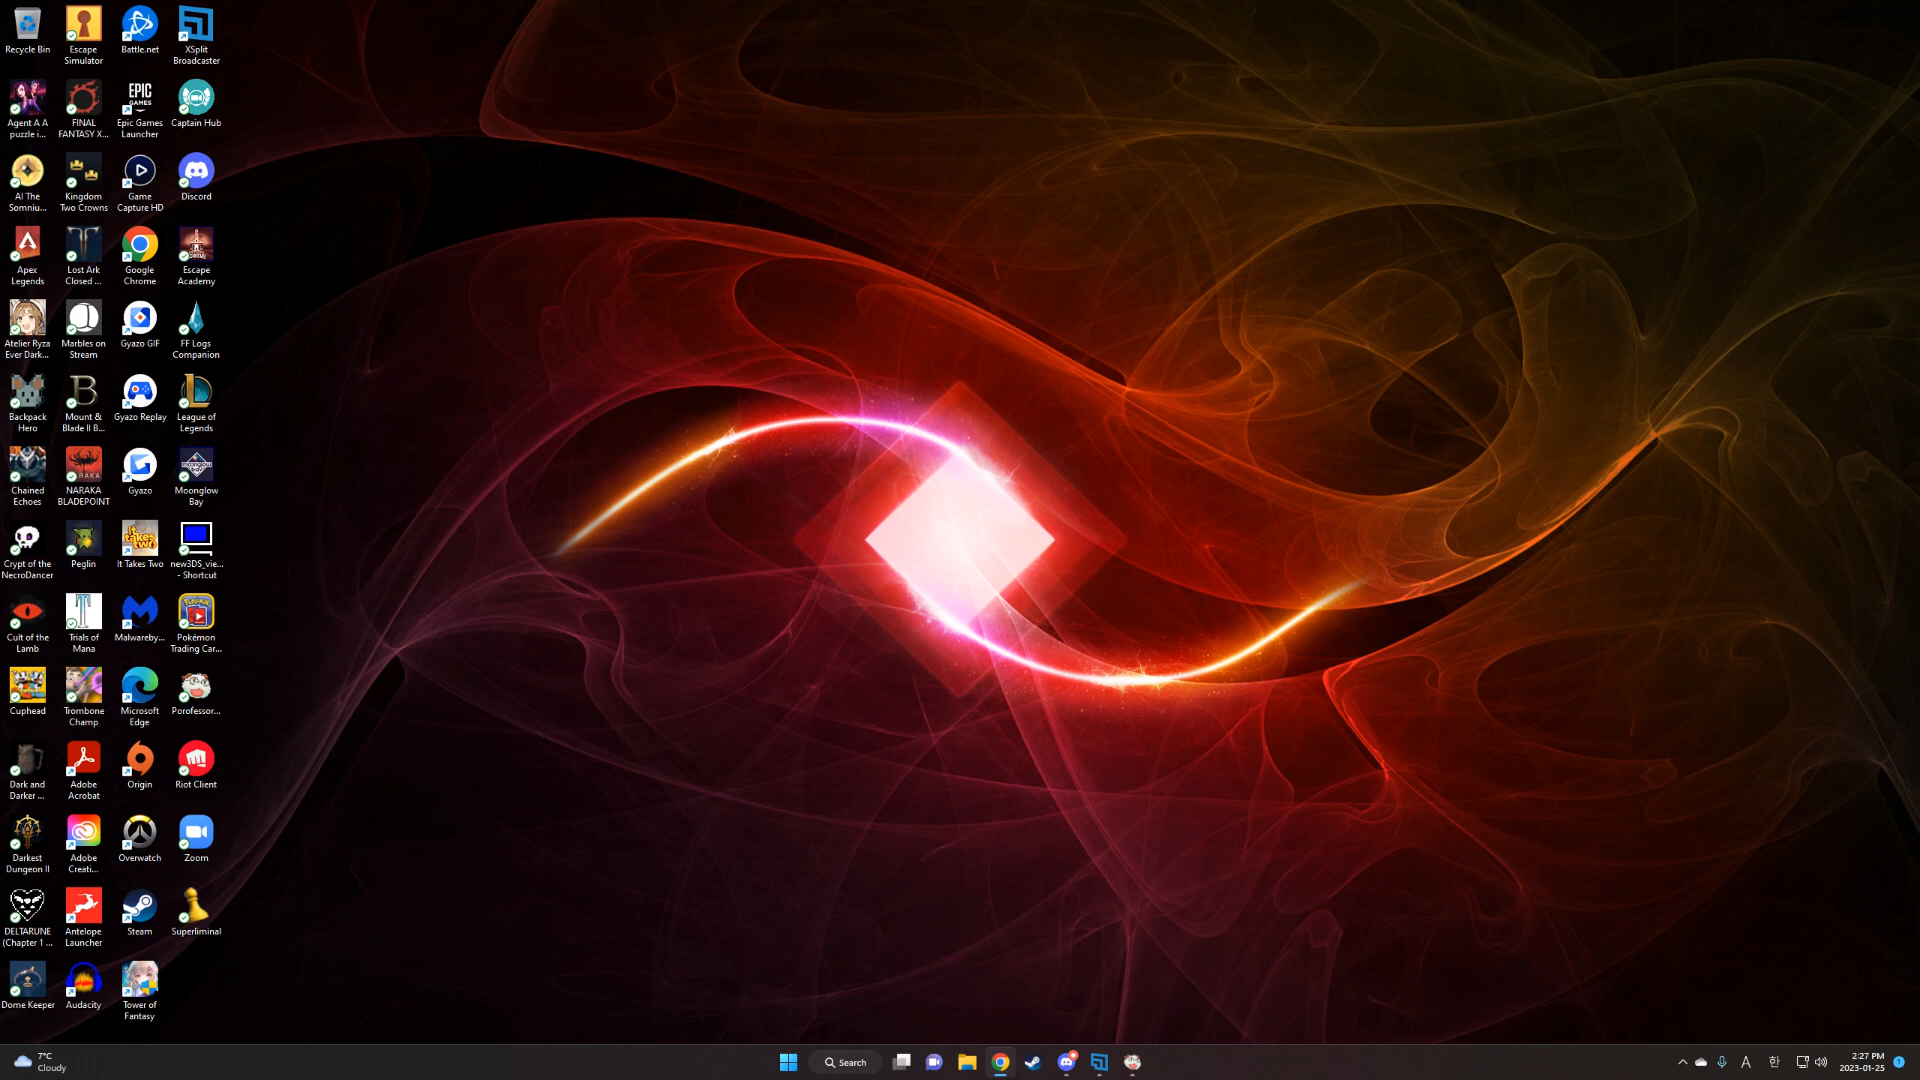 Recycle Bin
Escape
Simulator
Battle.net
XSplit
Broadcaster
Agent A A
puzzle i...
FINAL
FANTASY X...
EPIC
GAMES
Epic Games
Launcher
Captain Hub
AI The
Somniu...
Kingdom
Two Crowns
Game
Capture HD
Discord
Apex
Legends
Lost Ark
Closed ...
Google
Chrome
Escape
Academy
Atelier Ryza
Ever Dark...
Marbles on
Stream
Gyazo GIF
FF Logs
Companion
Backpack
Hero
B
Mount &
Blade II B...
Gyazo Replay
League of
Legends
Chained
Echoes
RAKA
NARAKA
BLADEPOINT
Gyazo
Moonglow
Bay
Crypt of the
NecroDancer
Peglin
it
takes
two
It Takes Two
new3DS_vie...
- Shortcut
Cult of the
Lamb
T
Trials of
Mana
Malwareby...
Pokémon
Trading Car...
Cuphead
Trombone
Champ
Microsoft
Edge
Porofessor...
Dark and
Darker ...
Adobe
Acrobat
Origin
Riot Client
Darkest
Dungeon II
Adobe
Creati...
Overwatch
Zoom
DELTARUNE
(Chapter 1 ...
Antelope
Launcher
Steam
Superliminal
Dome Keeper
Audacity
Tower of
Fantasy
7°C
Cloudy
Search
A
한
2:27 PM
2023-01-25
1